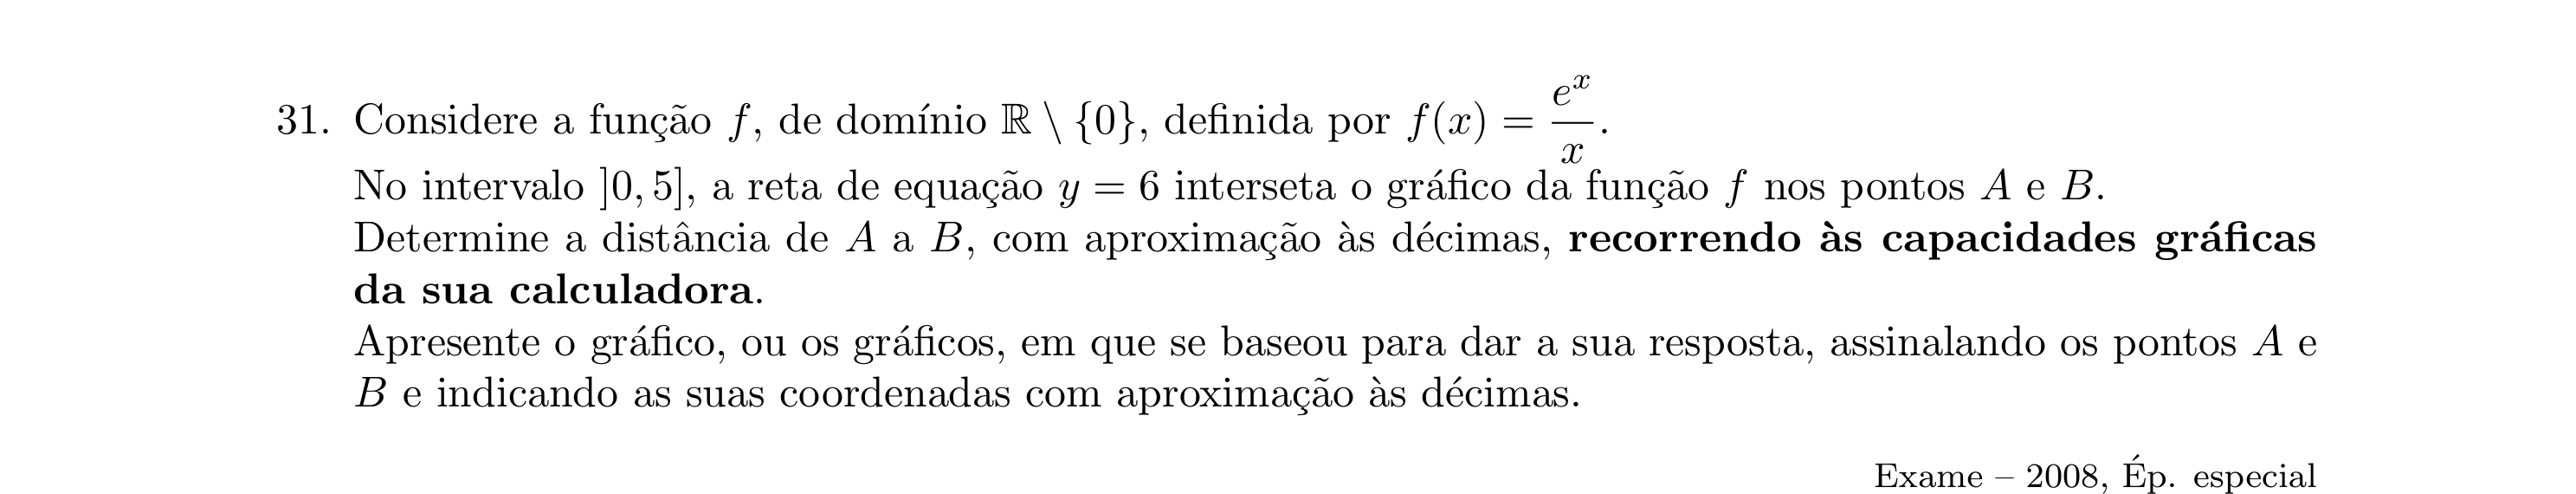 31. Considere a função f, de domínio ℝ \ {0}, definida por f(x) = e^x/x.
No intervalo ]0, 5], a reta de equação y = 6 interseta o gráfico da função f nos pontos A e B.
Determine a distância de A a B, com aproximação às décimas, recorrendo às capacidades gráficas
da sua calculadora.
Apresente o gráfico, ou os gráficos, em que se baseou para dar a sua resposta, assinalando os pontos A e
B e indicando as suas coordenadas com aproximação às décimas.
Exame – 2008, Ép. especial